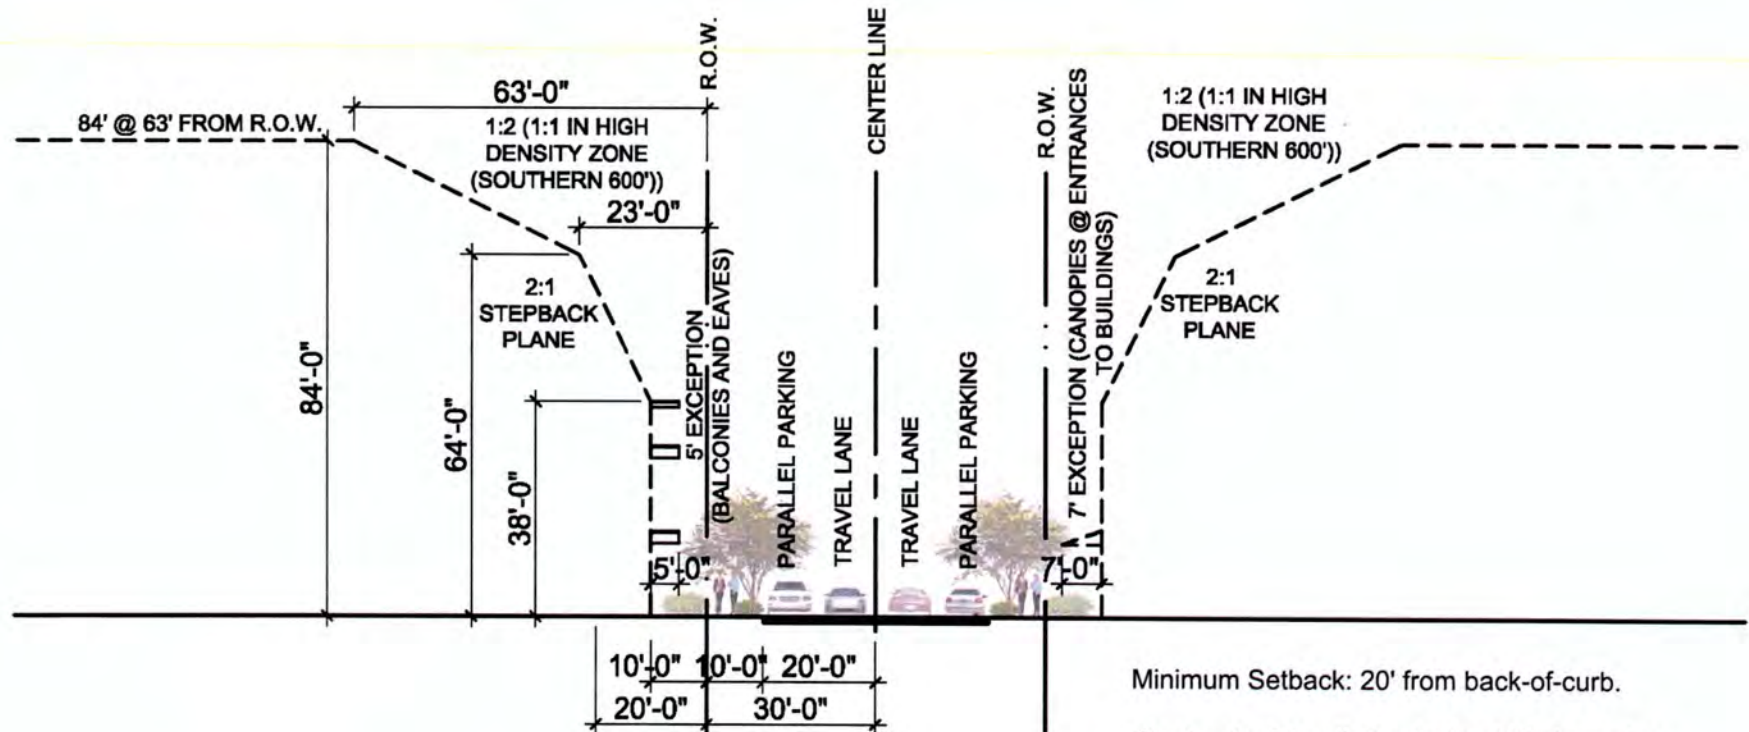 R.O.W.
CENTER LINE
63'-0"
84' @ 63' FROM R.O.W.
1:2 (1:1 IN HIGH
DENSITY ZONE
(SOUTHERN 600'))
23'-0"
R.O.W.
1:2 (1:1 IN HIGH
DENSITY ZONE
(SOUTHERN 600'))
2:1
STEPBACK
PLANE
2:1
STEPBACK
PLANE
84'-0"
64'-0"
38'-0"
5' EXCEPTION
(BALCONIES AND EAVES)
PARALLEL PARKING
TRAVEL LANE
TRAVEL LANE
PARALLEL PARKING
7' EXCEPTION (CANOPIES @ ENTRANCES
TO BUILDINGS)
5'-0"
7'-0"
10'-0"
10'-0"
20'-0"
20'-0"
30'-0"
Minimum Setback: 20' from back-of-curb.